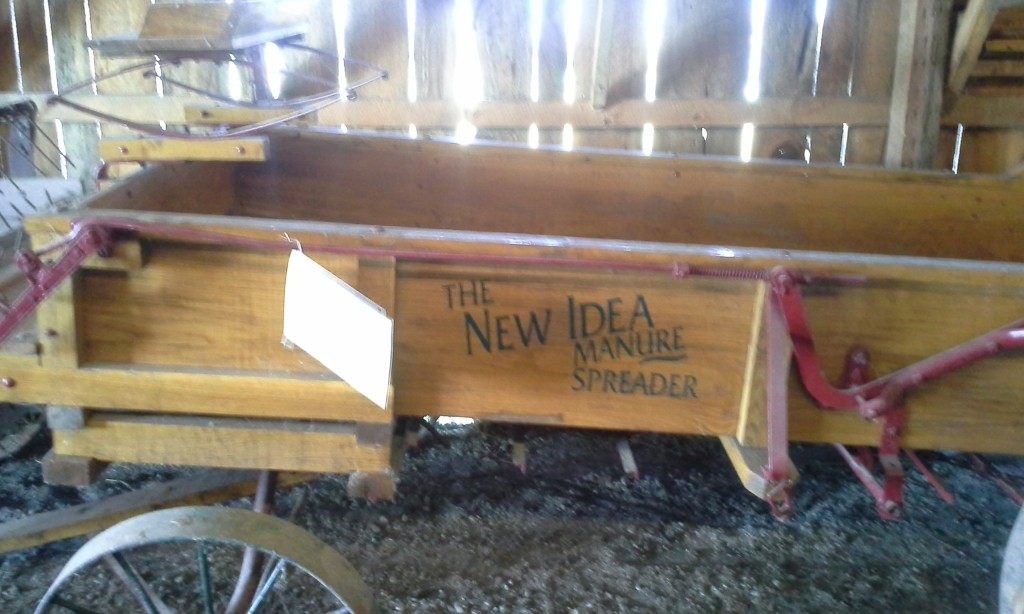 THE
NEW IDEA
MANURE
SPREADER